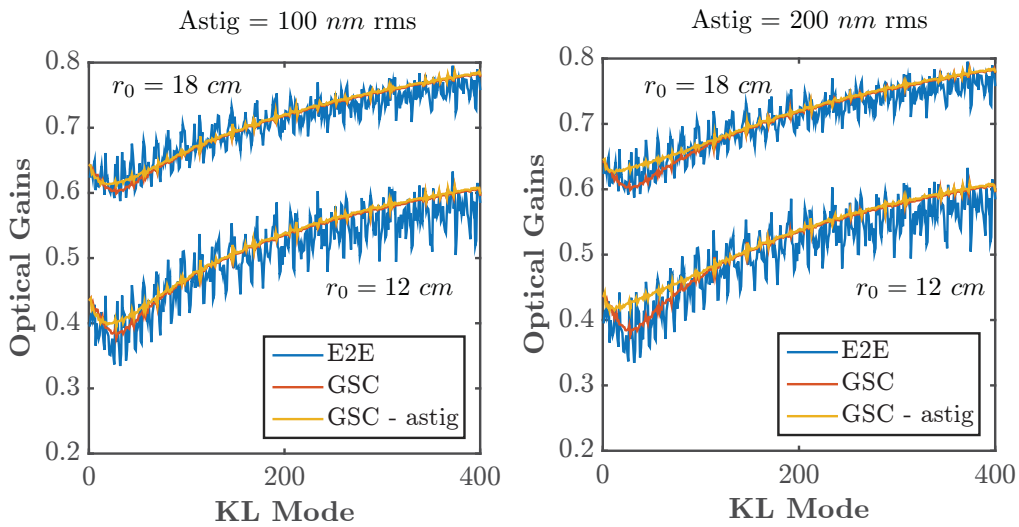 Astig = 100 nm rms
Optical Gains
0.8
0.7
0.6
0.5
0.4
0.3
0.2
r₀ = 18 cm
r₀ = 12 cm
E2E
GSC
GSC - astig
0
200
400
KL Mode
Astig = 200 nm rms
Optical Gains
0.8
0.7
0.6
0.5
0.4
0.3
0.2
r₀ = 18 cm
r₀ = 12 cm
E2E
GSC
GSC - astig
0
200
400
KL Mode